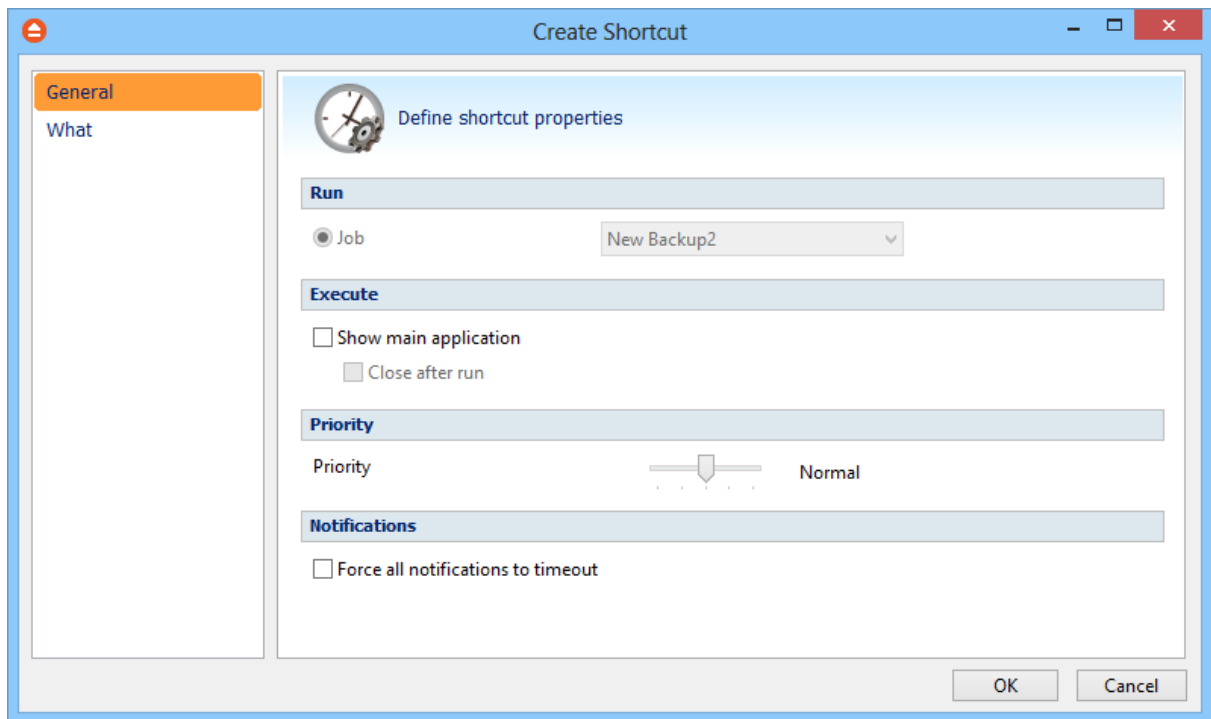 Create Shortcut
General
What
Define shortcut properties
Run
Job New Backup2
Execute
Show main application
Close after run
Priority
Priority Normal
Notifications
Force all notifications to timeout
OK Cancel